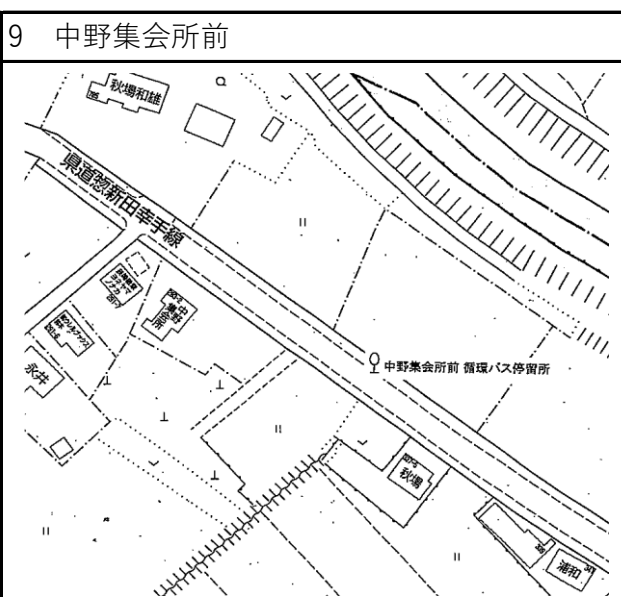 9 中野集会所前
秋場和雄
県道惣新田幸手線
中野
集会所
永井
中野集会所前 循環バス停留所
秋場
浦和